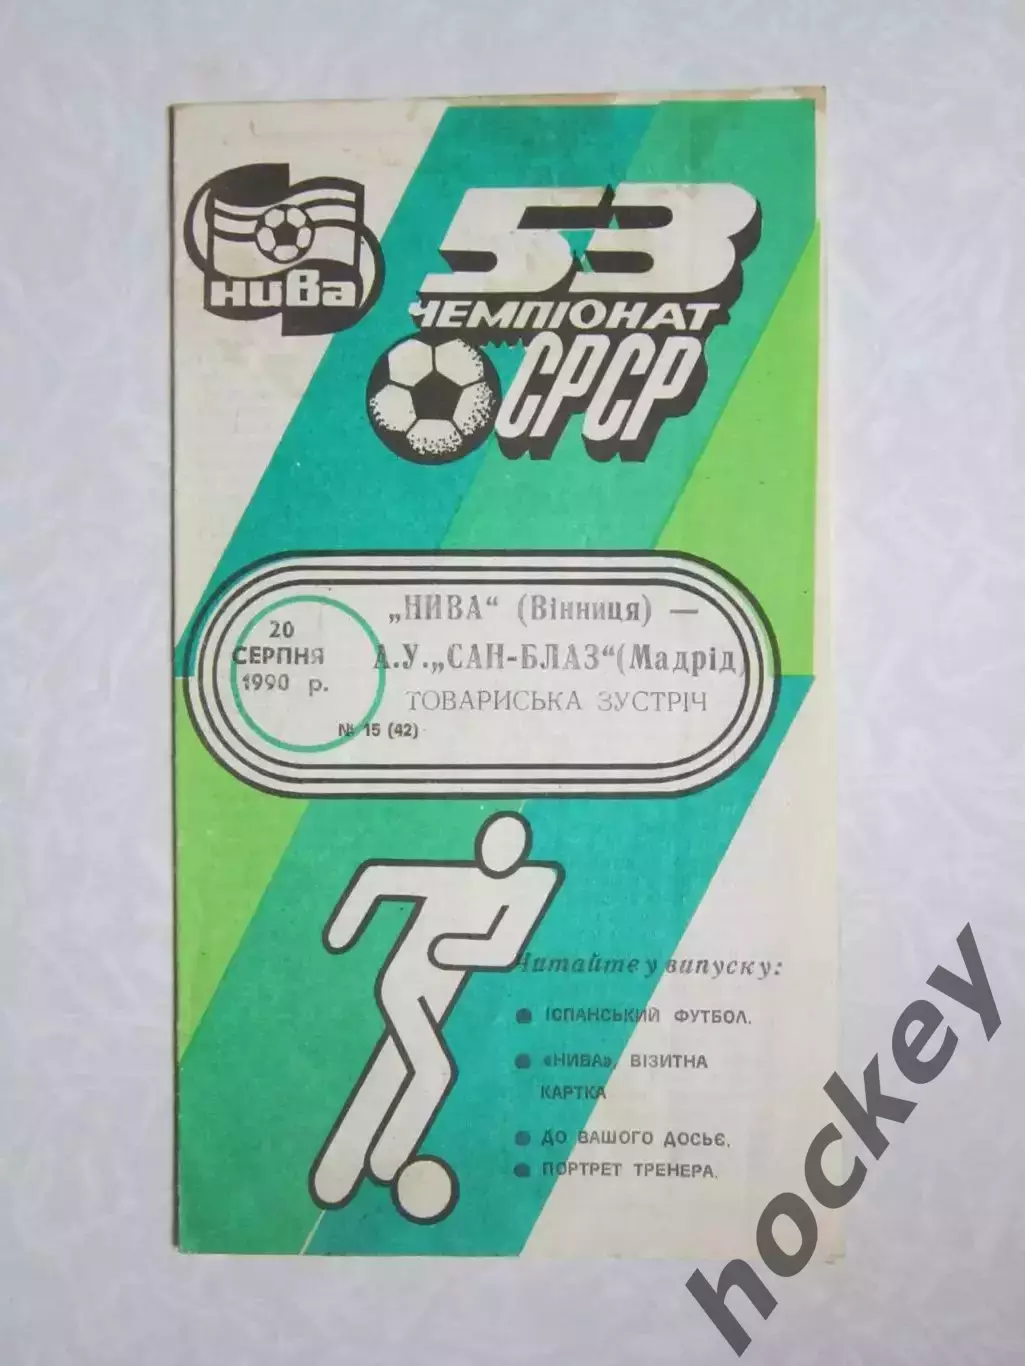 нива
53
ЧЕМПІОНАТ
СРСР
20
СЕРПНЯ
1990 р.
„НИВА“ (Вінниця) —
А.У.„САН-БЛАЗ“(Мадрід)
ТОВАРИСЬКА ЗУСТРІЧ
№ 15 (42)
Читайте у випуску:
● ІСПАНСЬКИЙ ФУТБОЛ.
● «НИВА», ВІЗИТНА
КАРТКА
● ДО ВАШОГО ДОСЬЄ.
● ПОРТРЕТ ТРЕНЕРА.
hockey